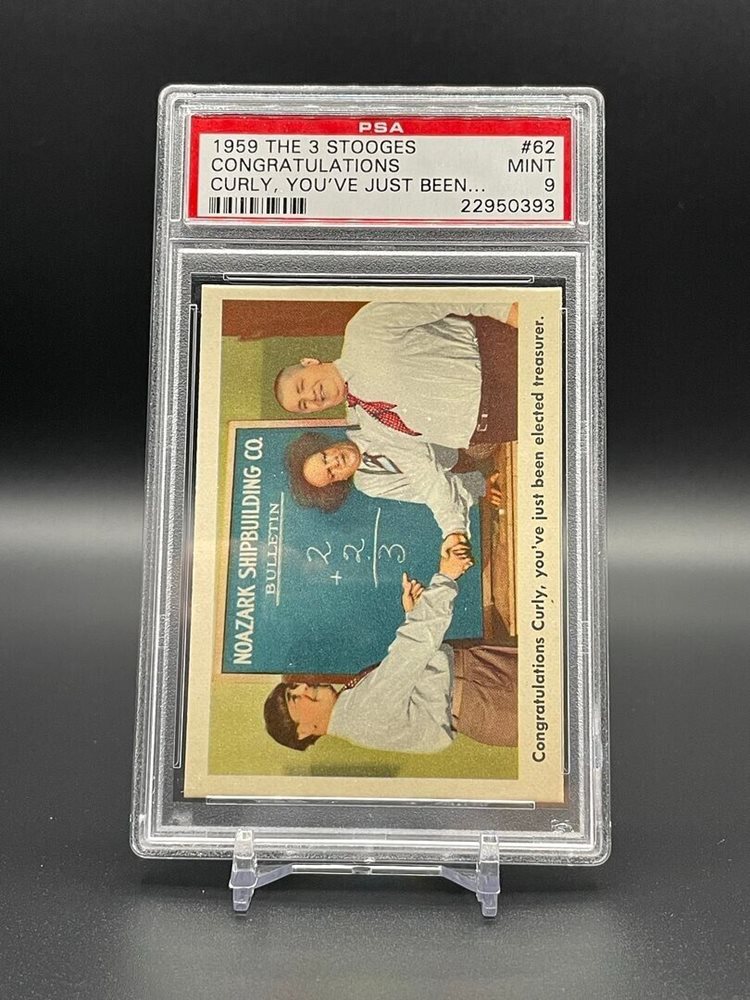 PSA
1959 THE 3 STOOGES #62
CONGRATULATIONS MINT
CURLY, YOU'VE JUST BEEN... 9
22950393
NOAZARK SHIPBUILDING CO.
BULLETIN
2
+ 2
3
Congratulations Curly, you've just been elected treasurer.